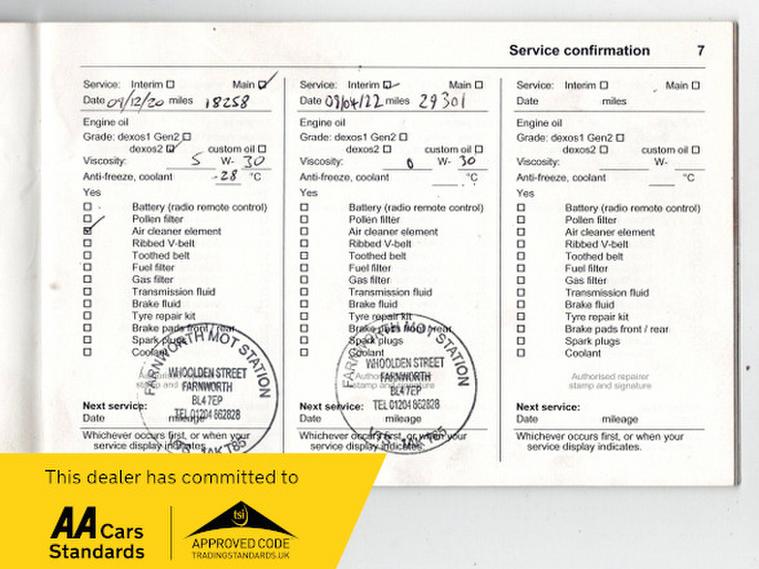 Service confirmation 7
Service: Interim Main
Date 09/12/20 miles 18258
Engine oil
Grade: dexos1 Gen2
dexos2 custom oil
Viscosity: 5 W- 30
Anti-freeze, coolant -28 °C
Yes
Battery (radio remote control)
Pollen filter
Air cleaner element
Ribbed V-belt
Toothed belt
Fuel filter
Gas filter
Transmission fluid
Brake fluid
Tyre repair kit
Brake pads front / rear
Spark plugs
Coolant
FARNWORTH MOT STATION
WHOOLDEN STREET
FARNWORTH
BL4 7EP
TEL 01204 862828
Next service:
Date mileage
Whichever occurs first, or when your
service display indicates.
Service: Interim Main
Date 09/04/22 miles 29301
Engine oil
Grade: dexos1 Gen2
dexos2 custom oil
Viscosity: 0 W- 30
Anti-freeze, coolant °C
Yes
Battery (radio remote control)
Pollen filter
Air cleaner element
Ribbed V-belt
Toothed belt
Fuel filter
Gas filter
Transmission fluid
Brake fluid
Tyre repair kit
Brake pads front / rear
Spark plugs
Coolant
FARNWORTH MOT STATION
WHOOLDEN STREET
FARNWORTH
BL4 7EP
TEL 01204 862828
Next service:
Date mileage
Whichever occurs first, or when your
service display indicates.
Service: Interim Main
Date miles
Engine oil
Grade: dexos1 Gen2
dexos2 custom oil
Viscosity: W-
Anti-freeze, coolant °C
Yes
Battery (radio remote control)
Pollen filter
Air cleaner element
Ribbed V-belt
Toothed belt
Fuel filter
Gas filter
Transmission fluid
Brake fluid
Tyre repair kit
Brake pads front / rear
Spark plugs
Coolant
Authorised repairer
stamp and signature
Next service:
Date mileage
Whichever occurs first, or when your
service display indicates.
This dealer has committed to
AA Cars
Standards
tsi
APPROVED CODE
TRADINGSTANDARDS.UK